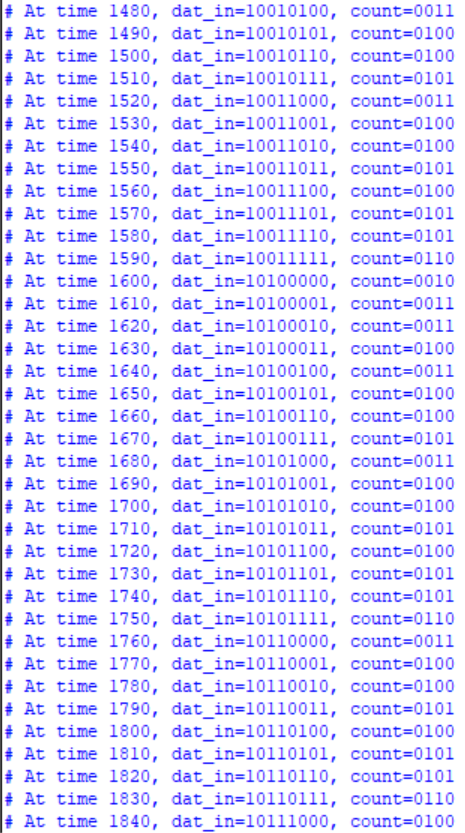 # At time 1480, dat_in=10010100, count=0011
# At time 1490, dat_in=10010101, count=0100
# At time 1500, dat_in=10010110, count=0100
# At time 1510, dat_in=10010111, count=0101
# At time 1520, dat_in=10011000, count=0011
# At time 1530, dat_in=10011001, count=0100
# At time 1540, dat_in=10011010, count=0100
# At time 1550, dat_in=10011011, count=0101
# At time 1560, dat_in=10011100, count=0100
# At time 1570, dat_in=10011101, count=0101
# At time 1580, dat_in=10011110, count=0101
# At time 1590, dat_in=10011111, count=0110
# At time 1600, dat_in=10100000, count=0010
# At time 1610, dat_in=10100001, count=0011
# At time 1620, dat_in=10100010, count=0011
# At time 1630, dat_in=10100011, count=0100
# At time 1640, dat_in=10100100, count=0011
# At time 1650, dat_in=10100101, count=0100
# At time 1660, dat_in=10100110, count=0100
# At time 1670, dat_in=10100111, count=0101
# At time 1680, dat_in=10101000, count=0011
# At time 1690, dat_in=10101001, count=0100
# At time 1700, dat_in=10101010, count=0100
# At time 1710, dat_in=10101011, count=0101
# At time 1720, dat_in=10101100, count=0100
# At time 1730, dat_in=10101101, count=0101
# At time 1740, dat_in=10101110, count=0101
# At time 1750, dat_in=10101111, count=0110
# At time 1760, dat_in=10110000, count=0011
# At time 1770, dat_in=10110001, count=0100
# At time 1780, dat_in=10110010, count=0100
# At time 1790, dat_in=10110011, count=0101
# At time 1800, dat_in=10110100, count=0100
# At time 1810, dat_in=10110101, count=0101
# At time 1820, dat_in=10110110, count=0101
# At time 1830, dat_in=10110111, count=0110
# At time 1840, dat_in=10111000, count=0100